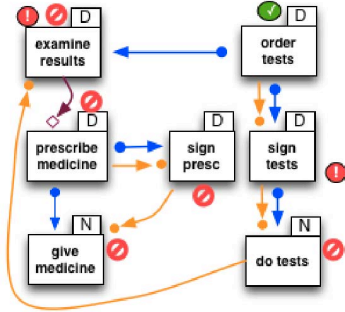 ! D ✓ D
examine
results
order
tests
D D D
prescribe
medicine
sign
presc
sign
tests
!
N N
give
medicine
do tests